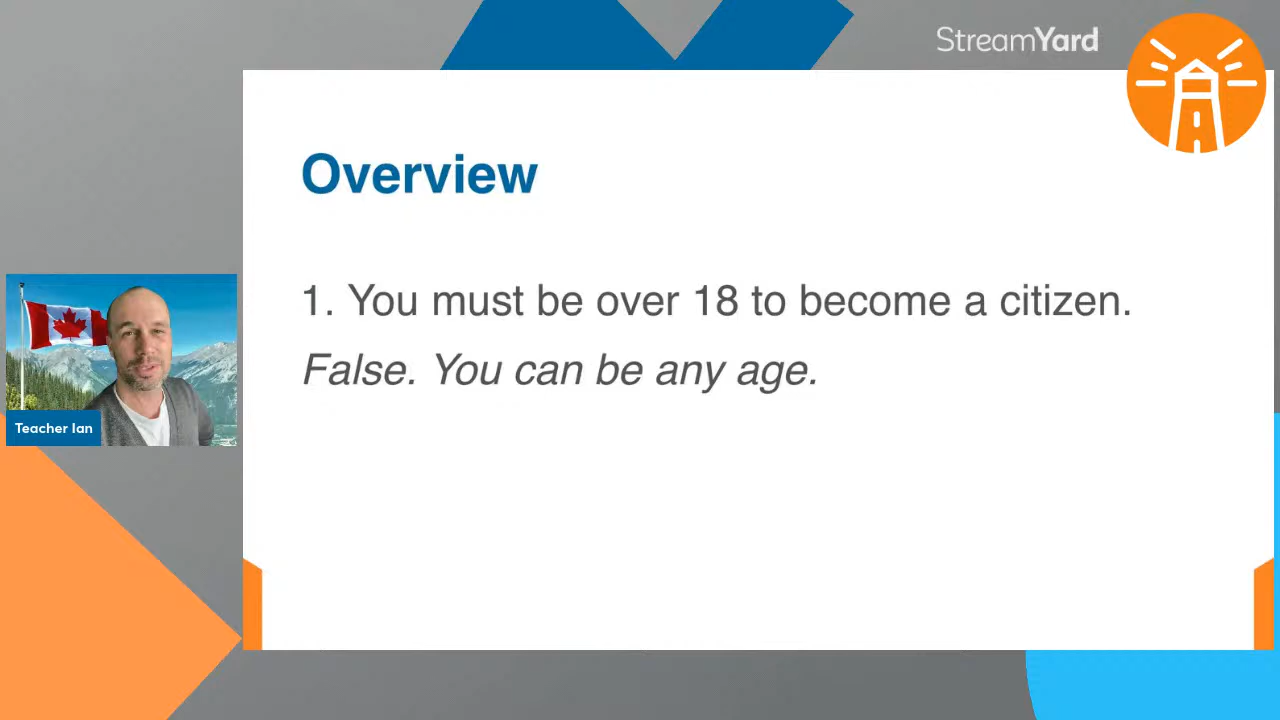 StreamYard
Overview
1. You must be over 18 to become a citizen.
False. You can be any age.
Teacher Ian